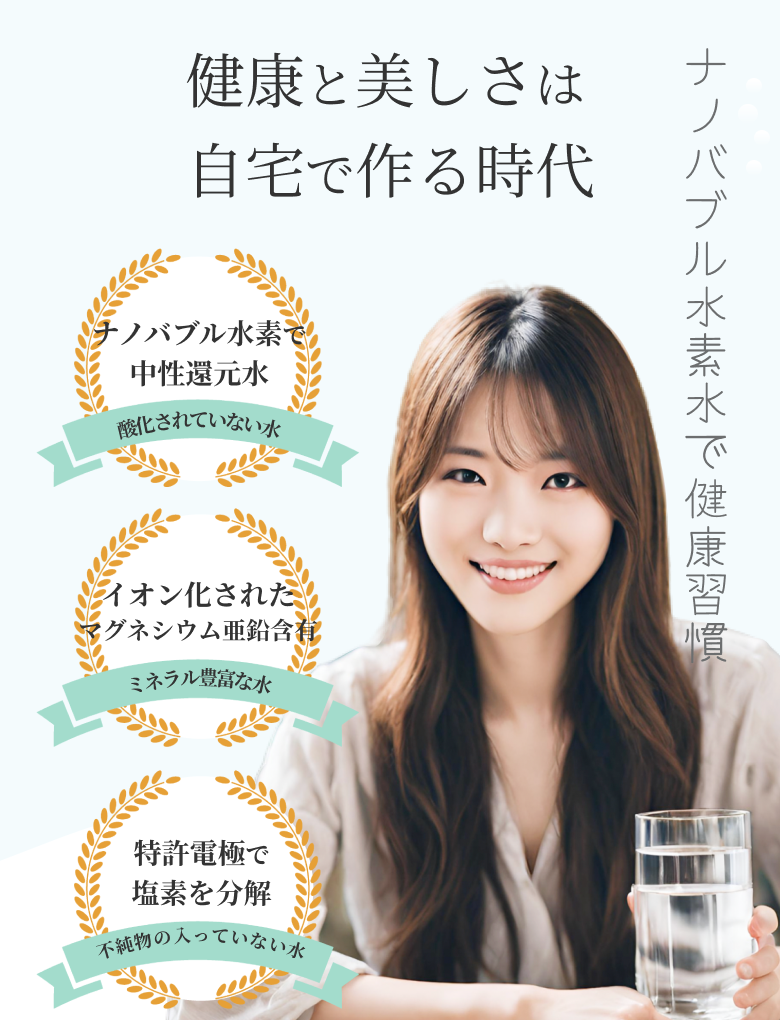 健康と美しさは
自宅で作る時代
ナノバブル水素水で健康習慣
ナノバブル水素で
中性還元水
酸化されていない水
イオン化された
マグネシウム亜鉛含有
ミネラル豊富な水
特許電極で
塩素を分解
不純物の入っていない水